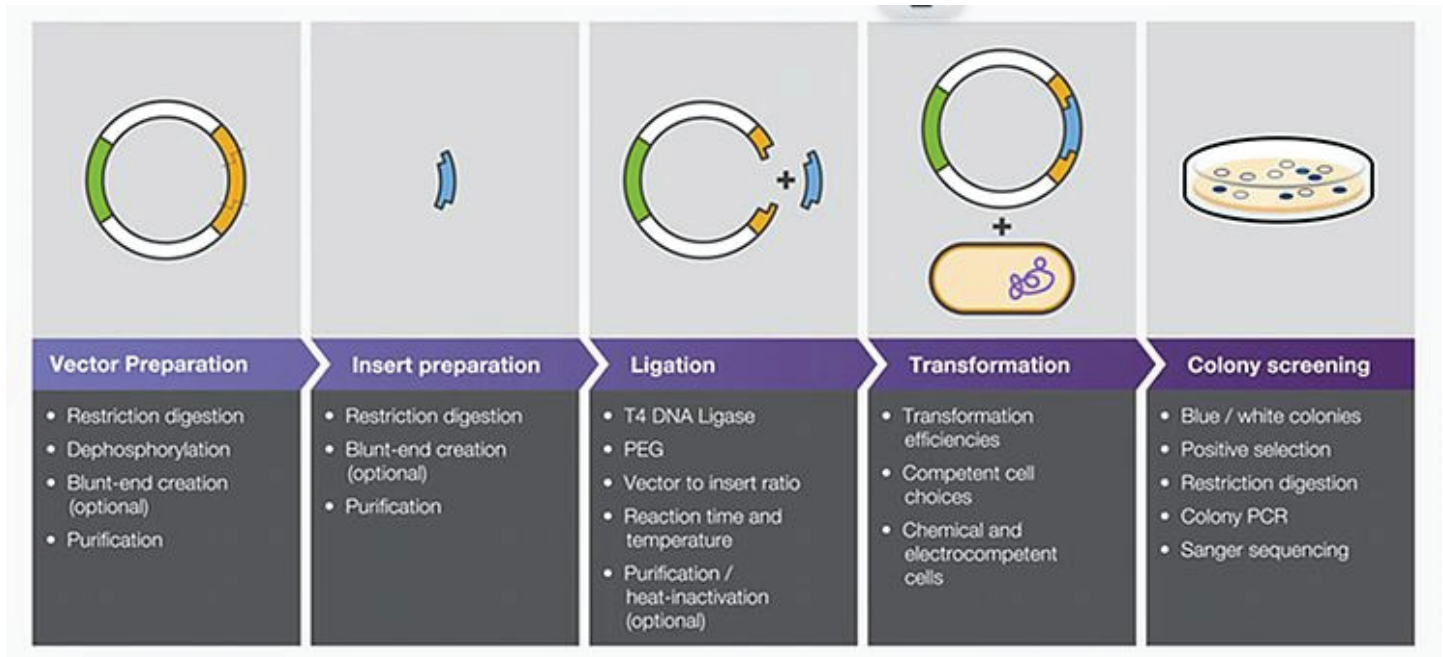 Vector Preparation
• Restriction digestion
• Dephosphorylation
• Blunt-end creation
(optional)
• Purification
Insert preparation
• Restriction digestion
• Blunt-end creation
(optional)
• Purification
Ligation
• T4 DNA Ligase
• PEG
• Vector to insert ratio
• Reaction time and
temperature
• Purification /
heat-inactivation
(optional)
Transformation
• Transformation
efficiencies
• Competent cell
choices
• Chemical and
electrocompetent
cells
Colony screening
• Blue / white colonies
• Positive selection
• Restriction digestion
• Colony PCR
• Sanger sequencing